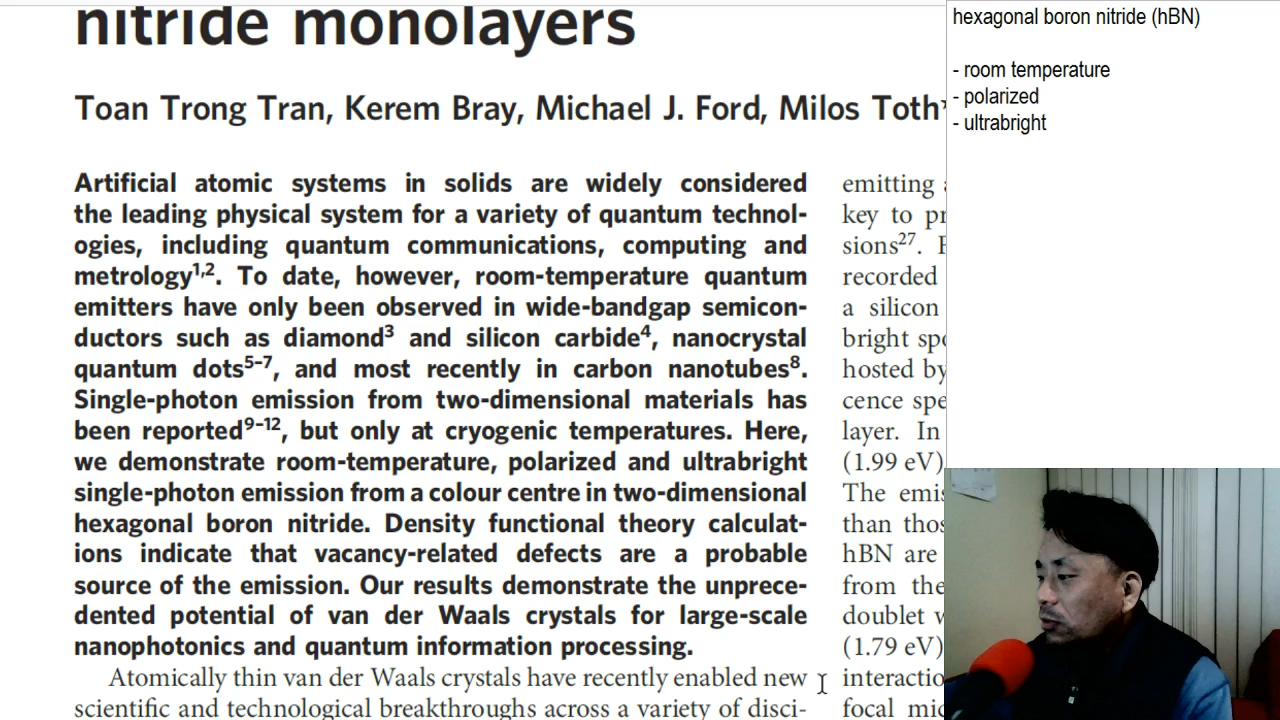 nitride monolayers
Toan Trong Tran, Kerem Bray, Michael J. Ford, Milos Toth*
Artificial atomic systems in solids are widely considered
the leading physical system for a variety of quantum technol-
ogies, including quantum communications, computing and
metrology1,2. To date, however, room-temperature quantum
emitters have only been observed in wide-bandgap semicon-
ductors such as diamond3 and silicon carbide4, nanocrystal
quantum dots5–7, and most recently in carbon nanotubes8.
Single-photon emission from two-dimensional materials has
been reported9–12, but only at cryogenic temperatures. Here,
we demonstrate room-temperature, polarized and ultrabright
single-photon emission from a colour centre in two-dimensional
hexagonal boron nitride. Density functional theory calculat-
ions indicate that vacancy-related defects are a probable
source of the emission. Our results demonstrate the unprece-
dented potential of van der Waals crystals for large-scale
nanophotonics and quantum information processing.
Atomically thin van der Waals crystals have recently enabled new
scientific and technological breakthroughs across a variety of disci-
emitting
key to
sions27.
recorded
a silicon
bright
hosted by
cence
layer. In
(1.99 eV)
The
than
hBN are
from the
doublet
(1.79 eV)
focal
hexagonal boron nitride (hBN)
- room temperature
- polarized
- ultrabright